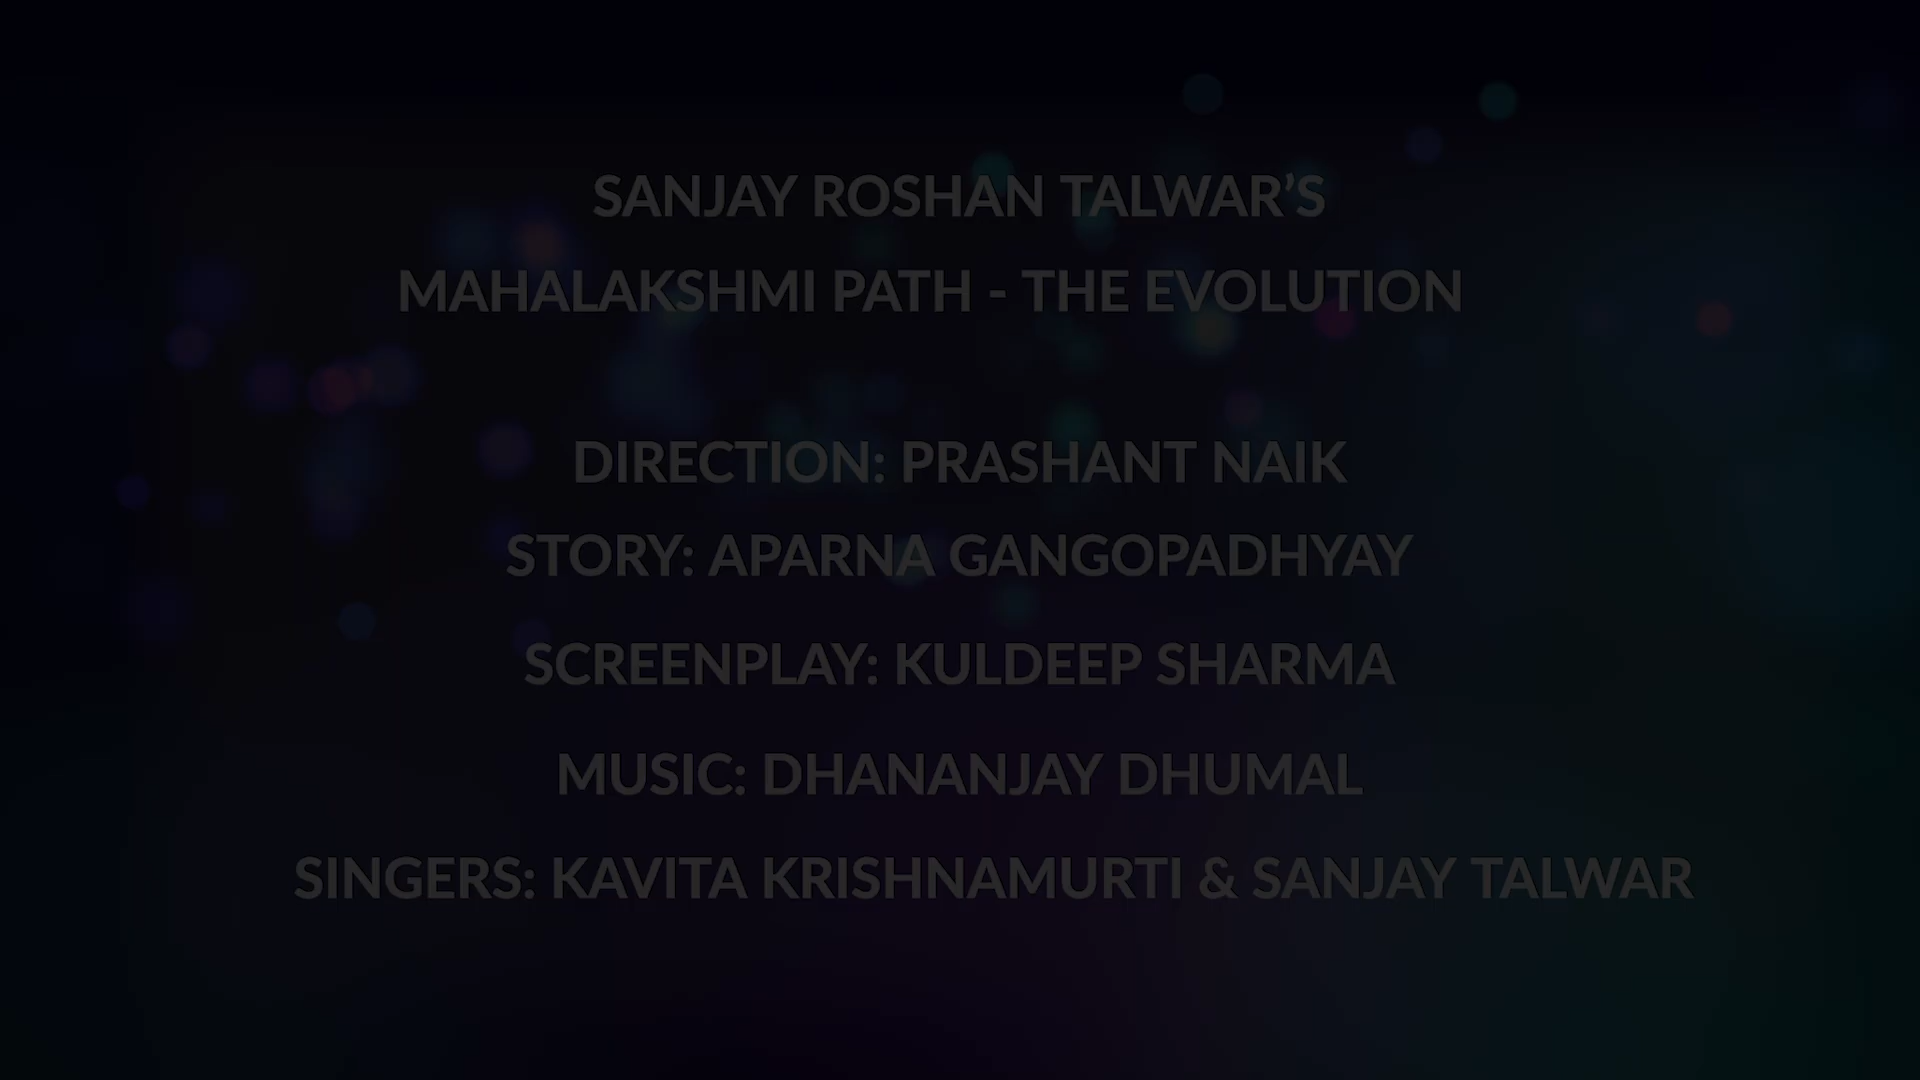 SANJAY ROSHAN TALWAR’S
MAHALAKSHMI PATH - THE EVOLUTION
DIRECTION: PRASHANT NAIK
STORY: APARNA GANGOPADHYAY
SCREENPLAY: KULDEEP SHARMA
MUSIC: DHANANJAY DHUMAL
SINGERS: KAVITA KRISHNAMURTI & SANJAY TALWAR